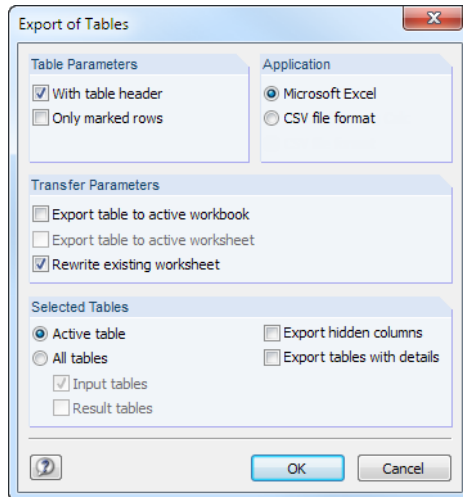 Export of Tables
Table Parameters
With table header
Only marked rows
Application
Microsoft Excel
CSV file format
Transfer Parameters
Export table to active workbook
Export table to active worksheet
Rewrite existing worksheet
Selected Tables
Active table
All tables
Input tables
Result tables
Export hidden columns
Export tables with details
OK
Cancel